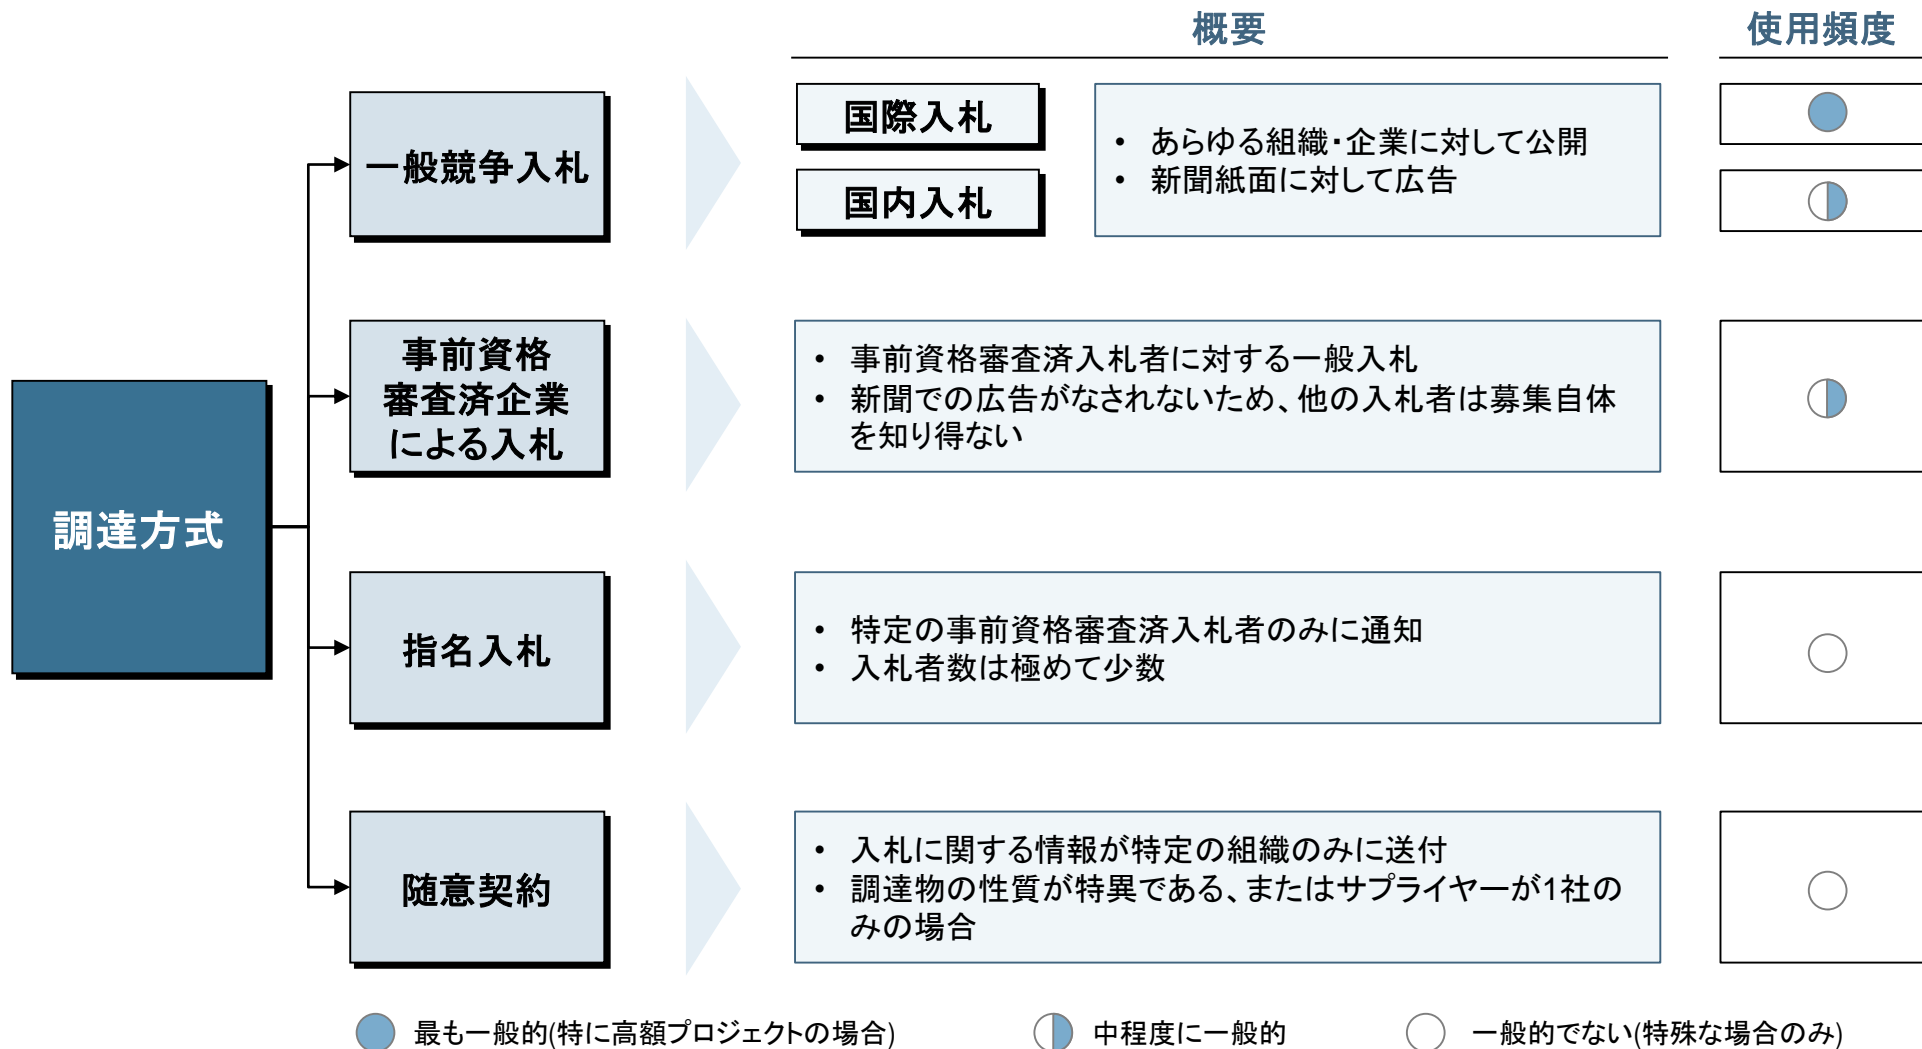 概要
使用頻度
調達方式
一般競争入札
国際入札
国内入札
• あらゆる組織・企業に対して公開
• 新聞紙面に対して広告
事前資格
審査済企業
による入札
• 事前資格審査済入札者に対する一般入札
• 新聞での広告がなされないため、他の入札者は募集自体
を知り得ない
指名入札
• 特定の事前資格審査済入札者のみに通知
• 入札者数は極めて少数
随意契約
• 入札に関する情報が特定の組織のみに送付
• 調達物の性質が特異である、またはサプライヤーが1社の
みの場合
最も一般的(特に高額プロジェクトの場合)
中程度に一般的
一般的でない(特殊な場合のみ)